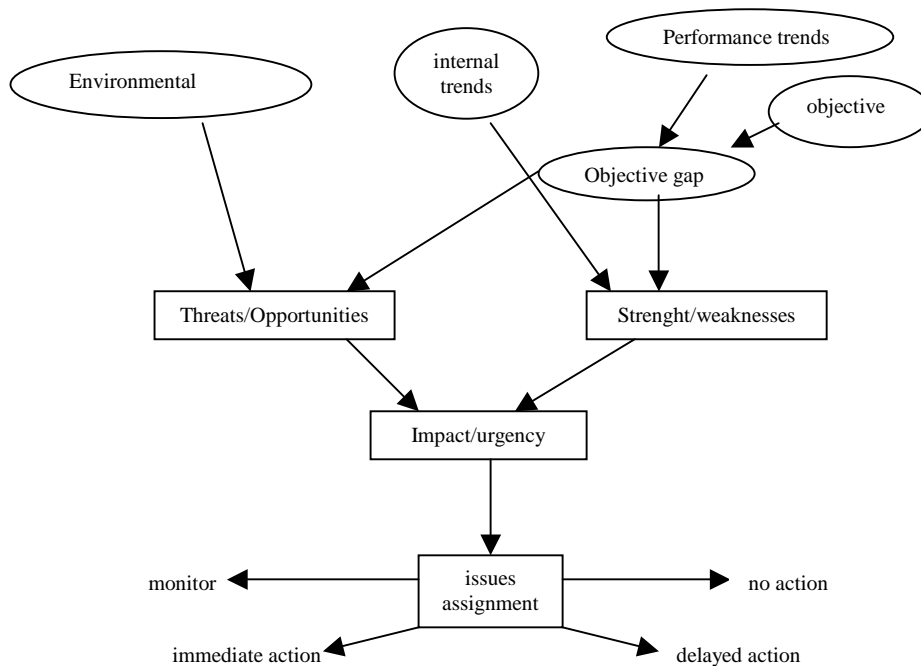 Performance trends
internal
trends
Environmental
objective
Objective gap
Threats/Opportunities
Strenght/weaknesses
Impact/urgency
issues
assignment
monitor
no action
immediate action
delayed action